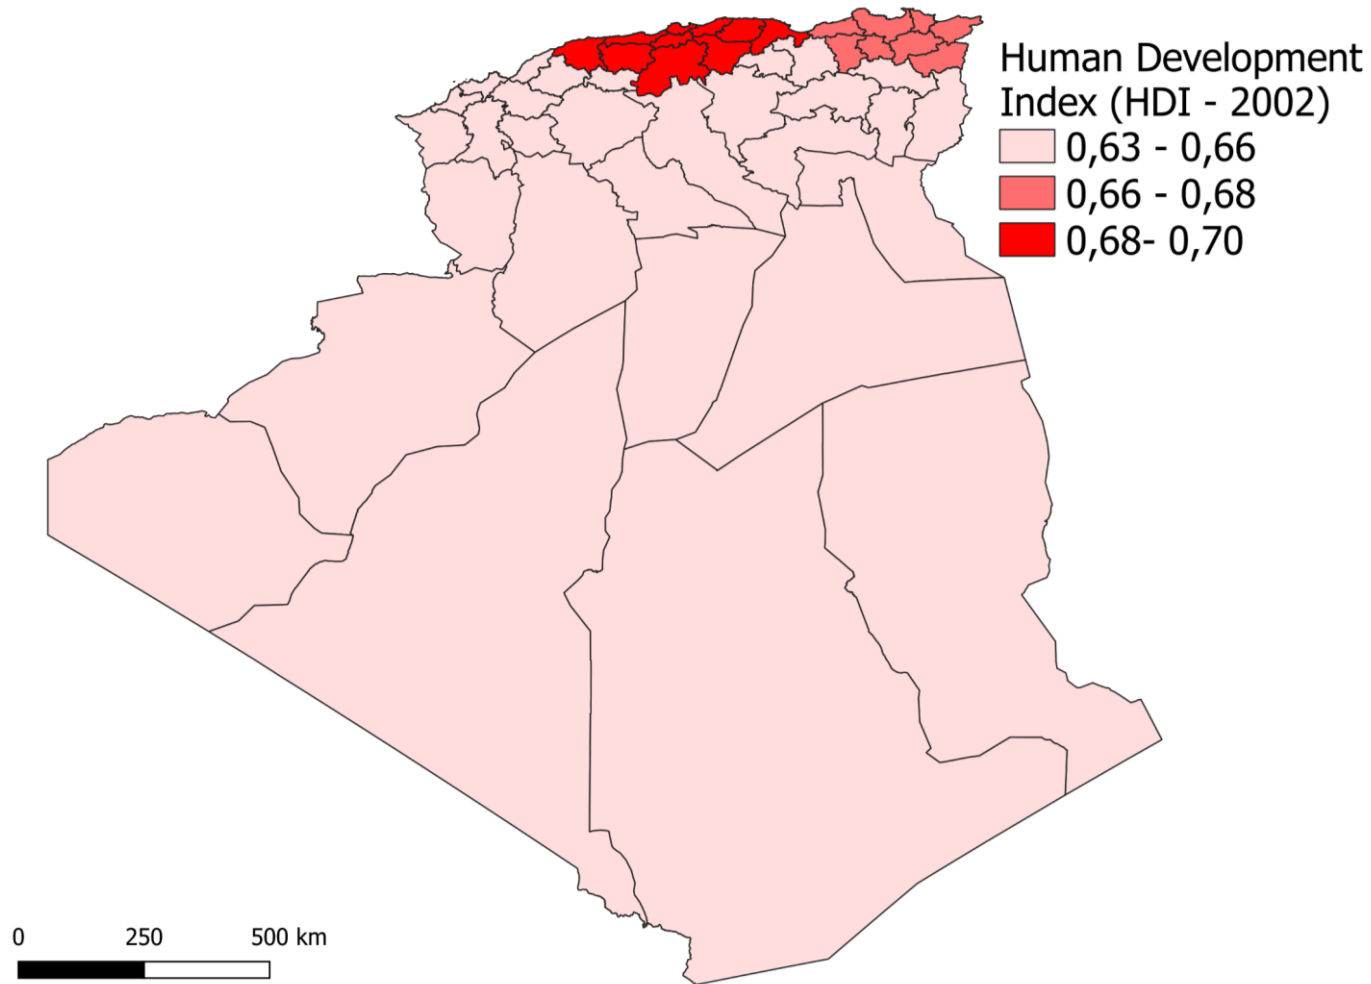 Human Development
Index (HDI - 2002)
0,63 - 0,66
0,66 - 0,68
0,68- 0,70
0 250 500 km